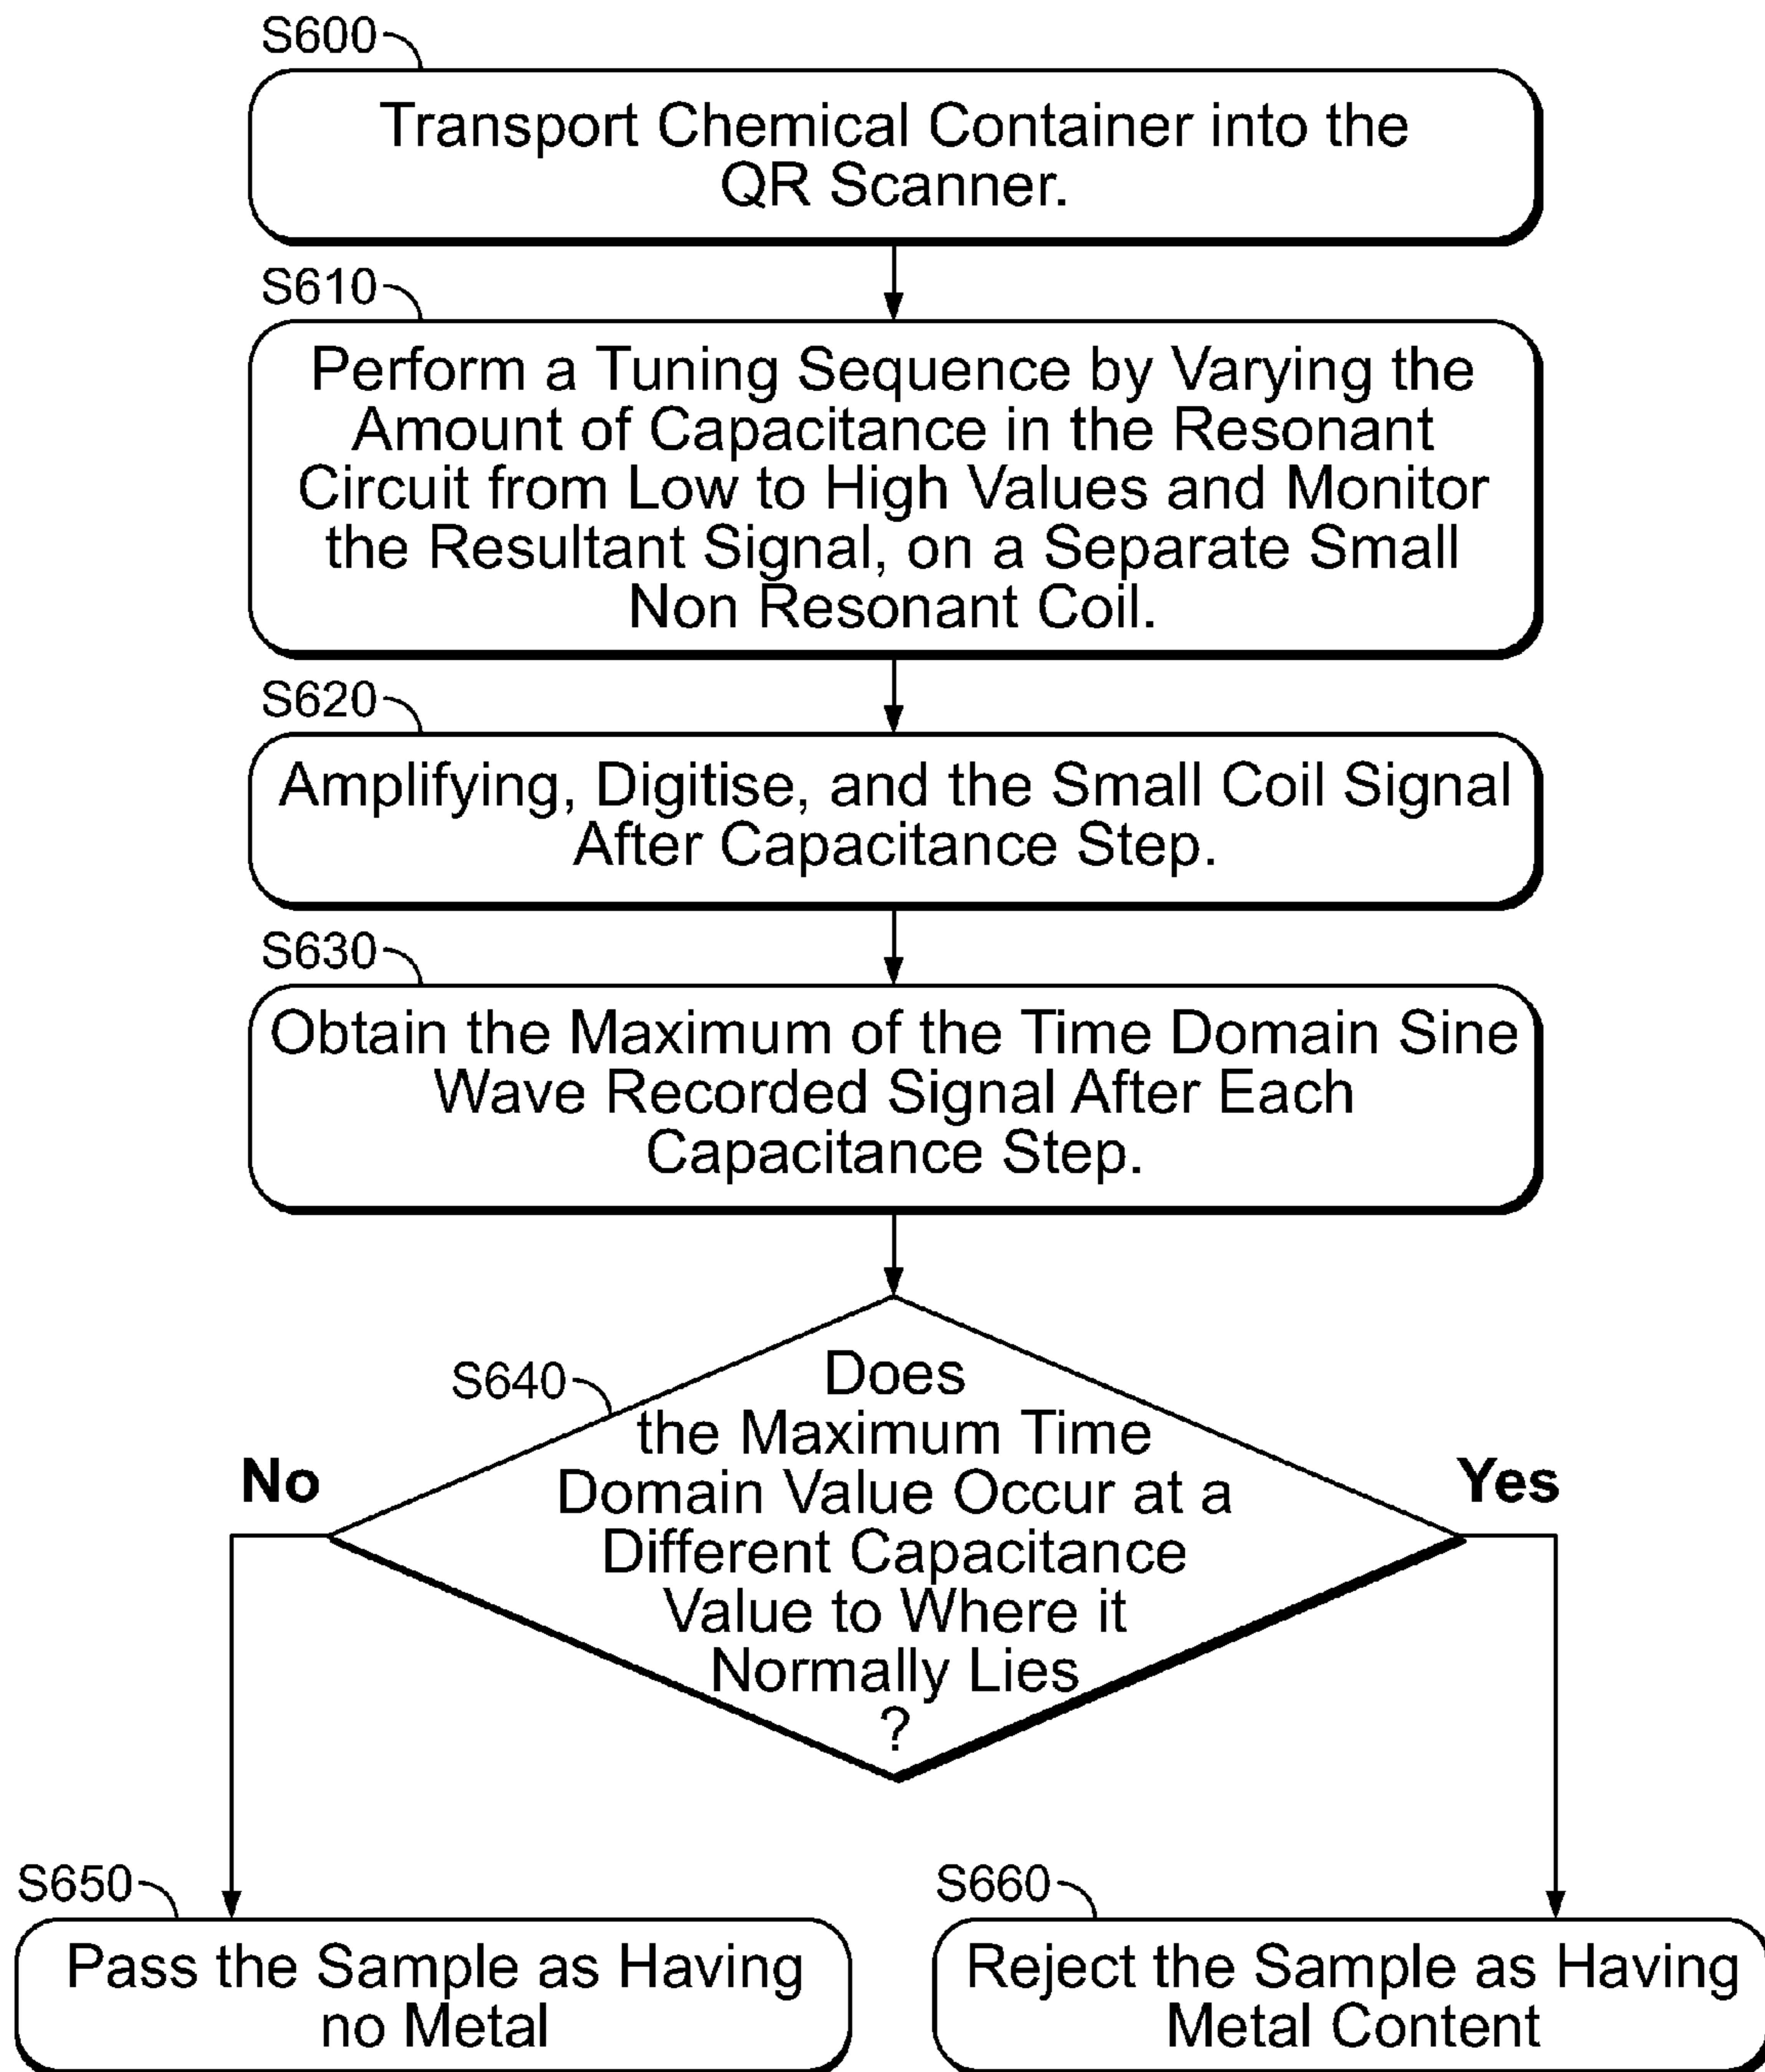 S600
Transport Chemical Container into the
QR Scanner.
S610
Perform a Tuning Sequence by Varying the
Amount of Capacitance in the Resonant
Circuit from Low to High Values and Monitor
the Resultant Signal, on a Separate Small
Non Resonant Coil.
S620
Amplifying, Digitise, and the Small Coil Signal
After Capacitance Step.
S630
Obtain the Maximum of the Time Domain Sine
Wave Recorded Signal After Each
Capacitance Step.
S640
Does
the Maximum Time
Domain Value Occur at a
Different Capacitance
Value to Where it
Normally Lies
?
No
Yes
S650
Pass the Sample as Having
no Metal
S660
Reject the Sample as Having
Metal Content